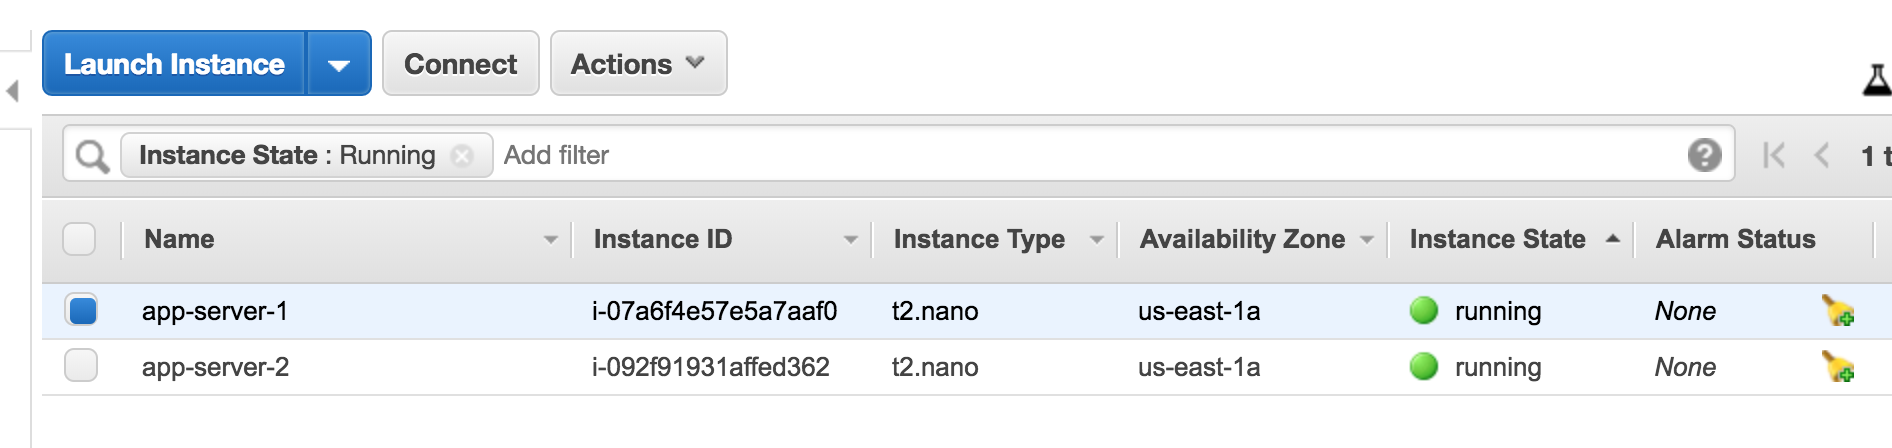 Launch Instance Connect Actions
Instance State : Running Add filter ? 1 t
Name Instance ID Instance Type Availability Zone Instance State Alarm Status
app-server-1 i-07a6f4e57e5a7aaf0 t2.nano us-east-1a running None
app-server-2 i-092f91931affed362 t2.nano us-east-1a running None